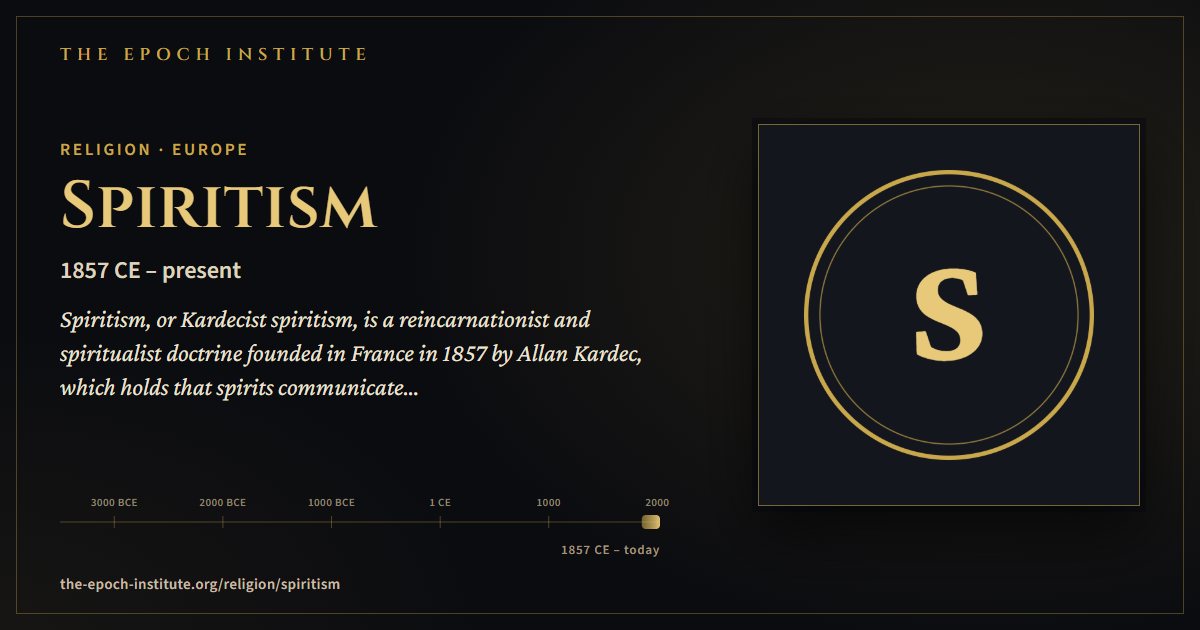 THE EPOCH INSTITUTE
RELIGION · EUROPE
SPIRITISM
1857 CE – present
Spiritism, or Kardecist spiritism, is a reincarnationist and
spiritualist doctrine founded in France in 1857 by Allan Kardec,
which holds that spirits communicate...
S
3000 BCE 2000 BCE 1000 BCE 1 CE 1000 2000
1857 CE – today
the-epoch-institute.org/religion/spiritism